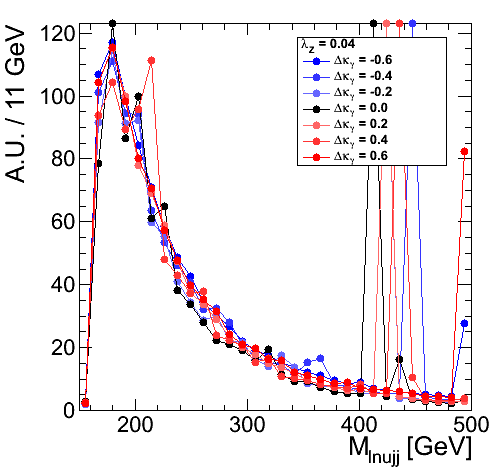 A.U. / 11 GeV
120
100
80
60
40
20
0
λz = 0.04
Δκγ = -0.6
Δκγ = -0.4
Δκγ = -0.2
Δκγ = 0.0
Δκγ = 0.2
Δκγ = 0.4
Δκγ = 0.6
200 300 400 500
Mlnujj [GeV]